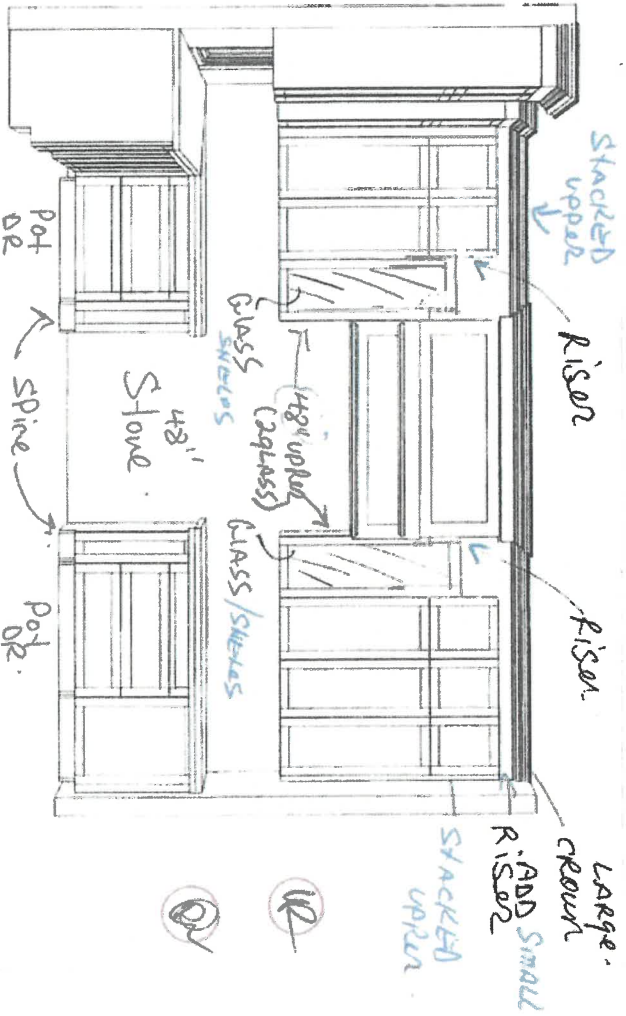 STACKED
UPPER
RISER
RISER
LARGE
CROWN
ADD SMALL
RISER
STACKED
UPPER
GLASS
SHELVES
(48" UPPER
(2 GLASS)
GLASS/SHELVES
48"
Stove
Pot
DR
SPICE
Pot
DR.